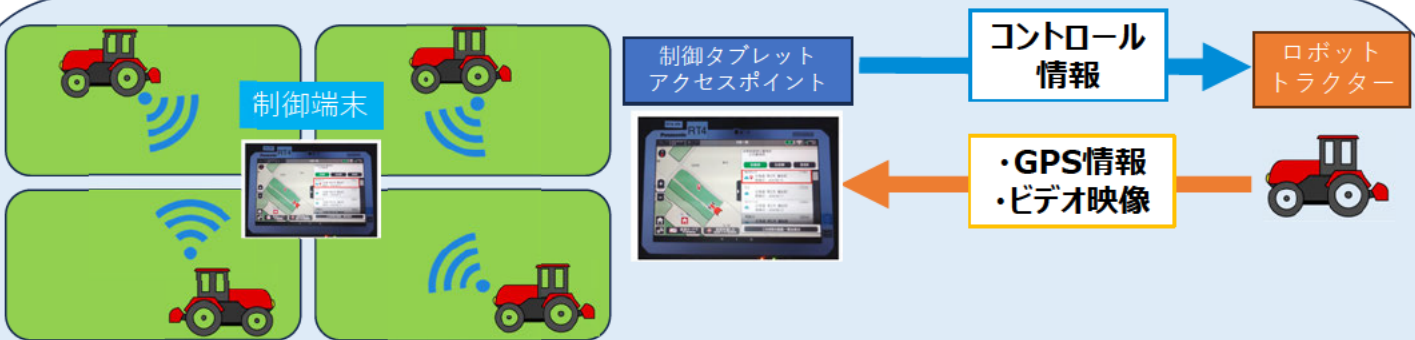 制御端末
制御タブレット
アクセスポイント
コントロール
情報
ロボット
トラクター
RT4
・GPS情報
・ビデオ映像